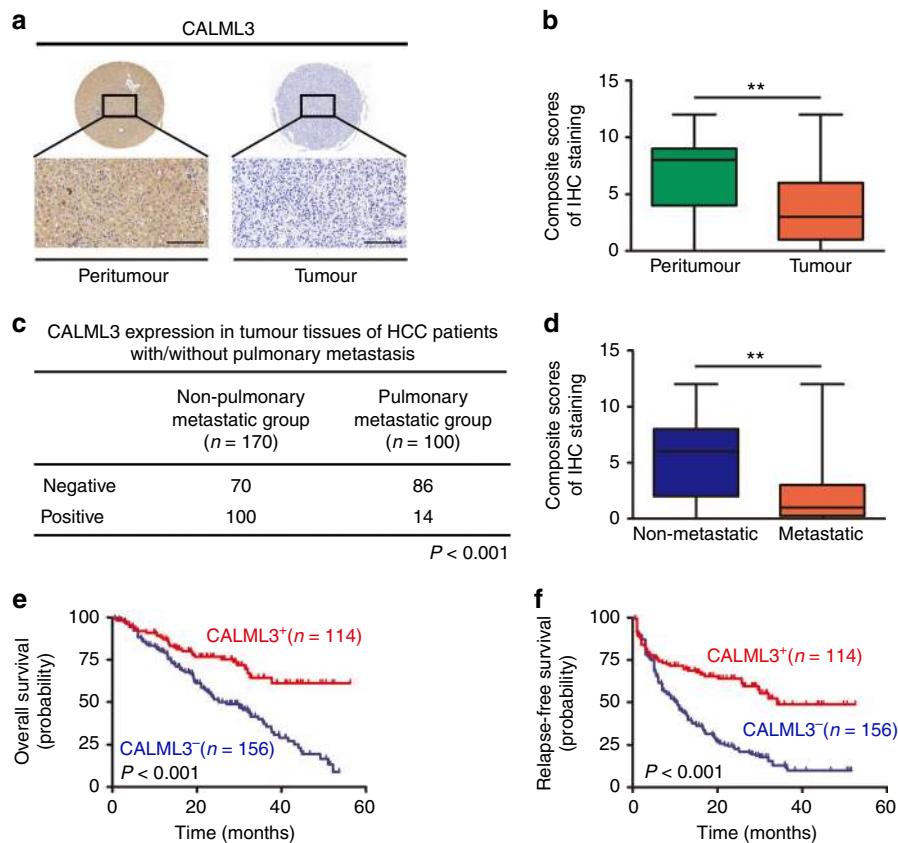 a
CALML3
Peritumour
Tumour
b
Composite scores
of IHC staining
15
10
5
0
**
Peritumour
Tumour
c
CALML3 expression in tumour tissues of HCC patients
with/without pulmonary metastasis
Non-pulmonary
metastatic group
(n = 170)
Pulmonary
metastatic group
(n = 100)
Negative 70 86
Positive 100 14
P < 0.001
d
Composite scores
of IHC staining
15
10
5
0
**
Non-metastatic
Metastatic
e
Overall survival
(probability)
100
75
50
25
0
CALML3⁺(n = 114)
CALML3⁻(n = 156)
P < 0.001
0 20 40 60
Time (months)
f
Relapse-free survival
(probability)
100
75
50
25
0
CALML3⁺(n = 114)
CALML3⁻(n = 156)
P < 0.001
0 20 40 60
Time (months)